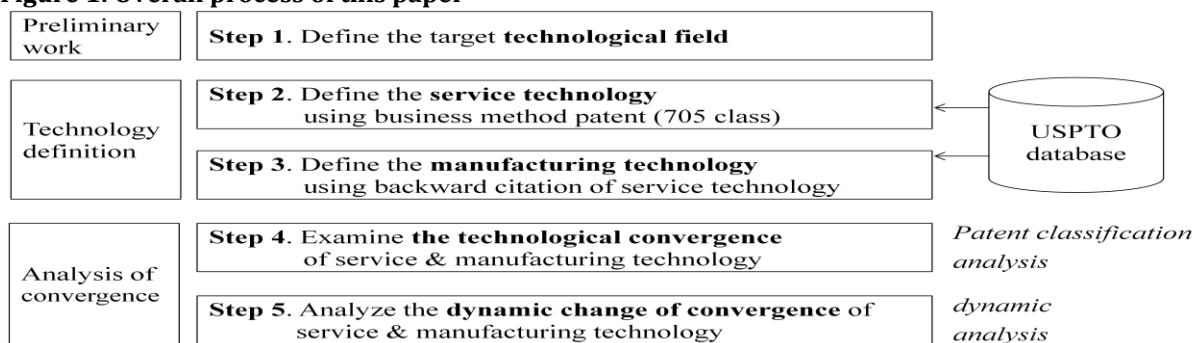 Figure 1. Overall process of this paper
Preliminary
work
Step 1. Define the target technological field
Technology
definition
Step 2. Define the service technology
using business method patent (705 class)
Step 3. Define the manufacturing technology
using backward citation of service technology
USPTO
database
Analysis of
convergence
Step 4. Examine the technological convergence
of service & manufacturing technology
Patent classification
analysis
Step 5. Analyze the dynamic change of convergence of
service & manufacturing technology
dynamic
analysis